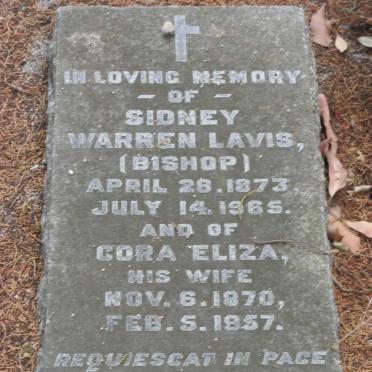 IN LOVING MEMORY
- OF -
SIDNEY
WARREN LAVIS,
(BISHOP)
APRIL 28. 1873,
JULY 14. 1965.
AND OF
CORA ELIZA,
HIS WIFE
NOV. 6. 1870,
FEB. 5. 1957.
REQUIESCAT IN PACE